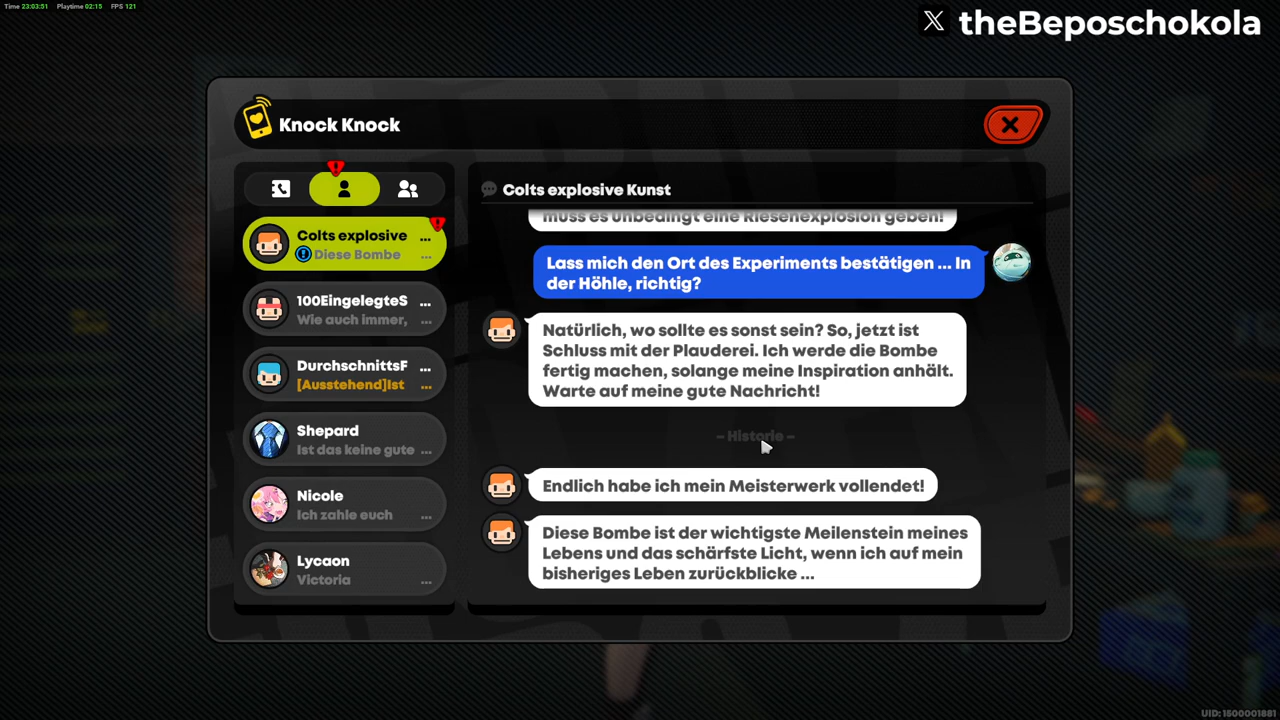 Time 23:03:51 Playtime 02:15 FPS 121
X theBeposchokola
Knock Knock
Colts explosive ...
Diese Bombe ...
100EingelegteS ...
Wie auch immer, ...
DurchschnittsF ...
[Ausstehend]Ist ...
Shepard
Ist das keine gute ...
Nicole
Ich zahle euch ...
Lycaon
Victoria ...
Colts explosive Kunst
muss es unbedingt eine Riesenexplosion geben!
Lass mich den Ort des Experiments bestätigen ... In
der Höhle, richtig?
Natürlich, wo sollte es sonst sein? So, jetzt ist
Schluss mit der Plauderei. Ich werde die Bombe
fertig machen, solange meine Inspiration anhält.
Warte auf meine gute Nachricht!
– Historie –
Endlich habe ich mein Meisterwerk vollendet!
Diese Bombe ist der wichtigste Meilenstein meines
Lebens und das schärfste Licht, wenn ich auf mein
bisheriges Leben zurückblicke ...
UID: 1500001881